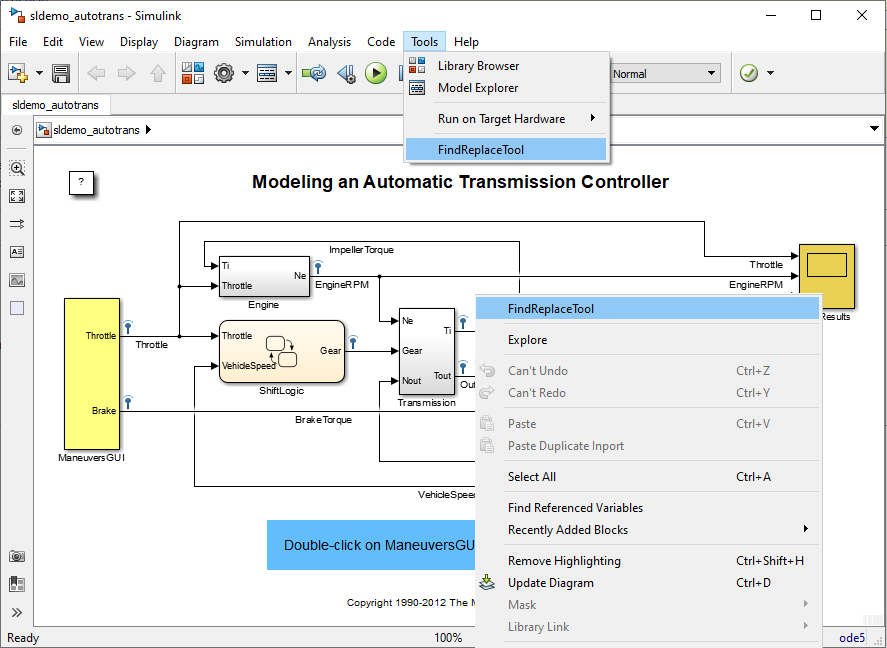 sldemo_autotrans - Simulink
File Edit View Display Diagram Simulation Analysis Code Tools Help
Library Browser
Model Explorer
Run on Target Hardware
FindReplaceTool
Normal
sldemo_autotrans
sldemo_autotrans
?
Modeling an Automatic Transmission Controller
ImpellerTorque
Ti
Ne
Throttle
Engine
EngineRPM
Throttle
EngineRPM
Results
Throttle
Throttle
Throttle
VehicleSpeed
Gear
ShiftLogic
Ne
Ti
Gear
Nout
Tout
Transmission
Out
Brake
BrakeTorque
ManeuversGUI
VehicleSpeed
Double-click on ManeuversGU
Copyright 1990-2012 The M
FindReplaceTool
Explore
Can't Undo Ctrl+Z
Can't Redo Ctrl+Y
Paste Ctrl+V
Paste Duplicate Inport
Select All Ctrl+A
Find Referenced Variables
Recently Added Blocks
Remove Highlighting Ctrl+Shift+H
Update Diagram Ctrl+D
Mask
Library Link
Ready 100% ode5